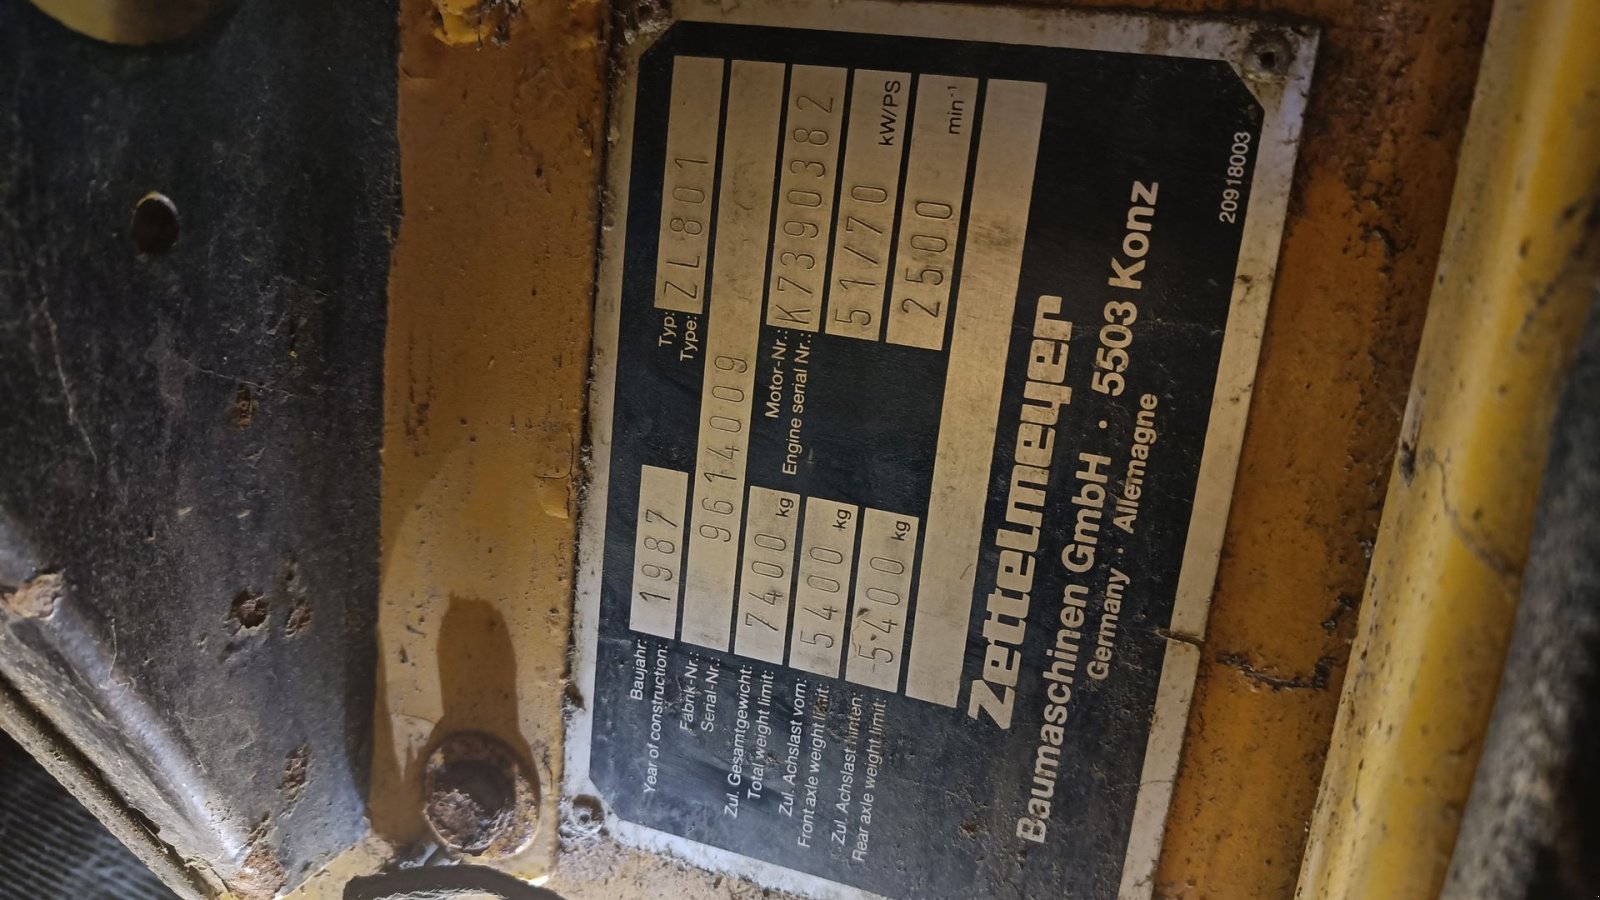 Baujahr: 1987 Typ: ZL801
Year of construction: Type:
Fabrik-Nr.: 9614009
Serial-Nr.:
Zul. Gesamtgewicht: 7400 kg Motor-Nr.: K7390382
Total weight limit: Engine serial Nr.:
Zul. Achslast vorn: 5400 kg 51/70 kW/PS
Front axle weight limit:
Zul. Achslast hinten: 5400 kg 2500 min⁻¹
Rear axle weight limit:
zettelmeyer
Baumaschinen GmbH · 5503 Konz
Germany ·· Allemagne
20918003